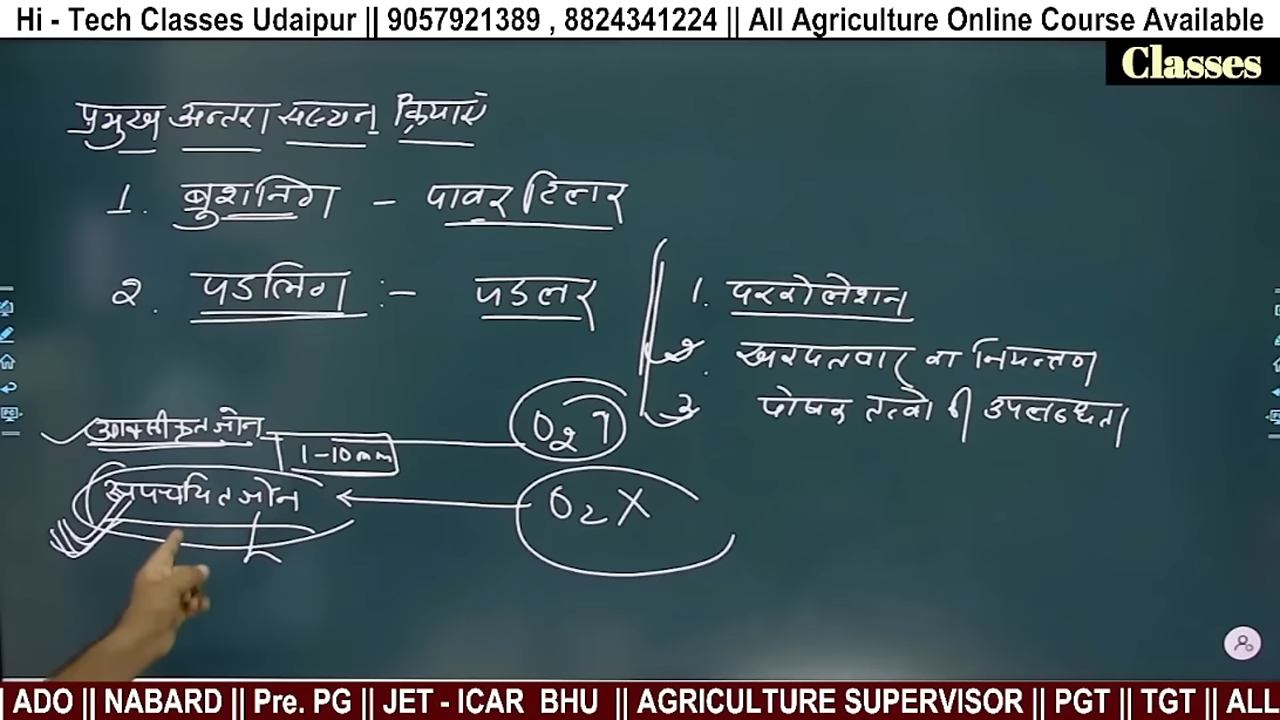 Hi - Tech Classes Udaipur || 9057921389 , 8824341224 || All Agriculture Online Course Available
Classes
प्रमुख अन्तरा सस्यन क्रियाएं
1. बुशनिंग - पावर टिलर
2. पडलिंग :- पडलर
1. परकोलेशन
2. खरपतवार का नियन्त्रण
3 पोषक तत्वो की उपलब्धता
आक्सीकृत जोन
1-10mm
O2
अपचयित जोन
O2 X
ADO || NABARD || Pre. PG || JET - ICAR BHU || AGRICULTURE SUPERVISOR || PGT || TGT || ALL